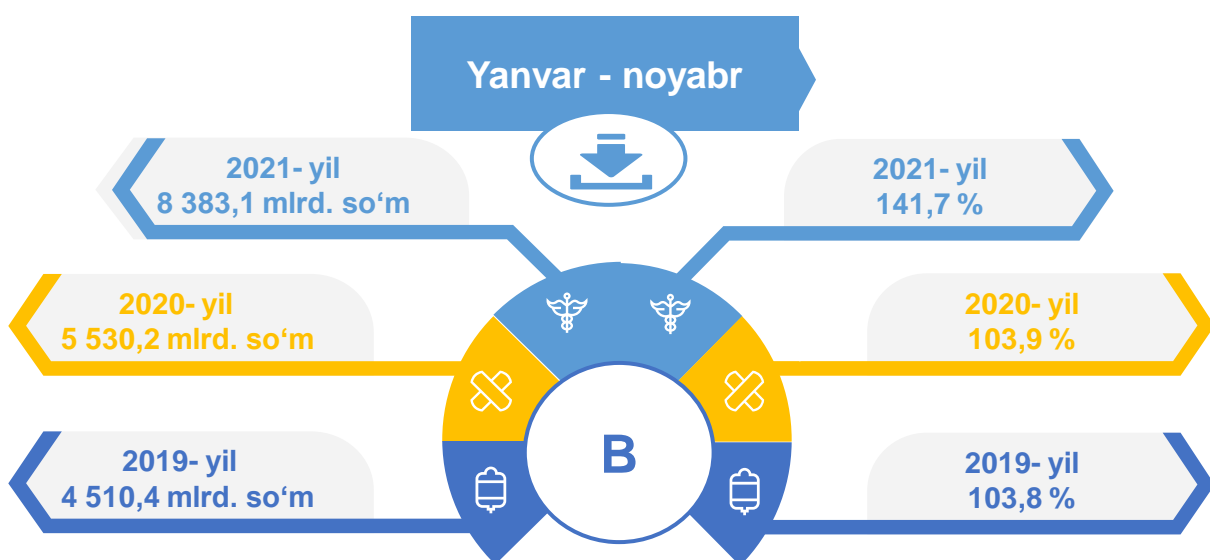 Yanvar - noyabr
2021- yil
8 383,1 mlrd. so‘m
2021- yil
141,7 %
2020- yil
5 530,2 mlrd. so‘m
2020- yil
103,9 %
B
2019- yil
4 510,4 mlrd. so‘m
2019- yil
103,8 %